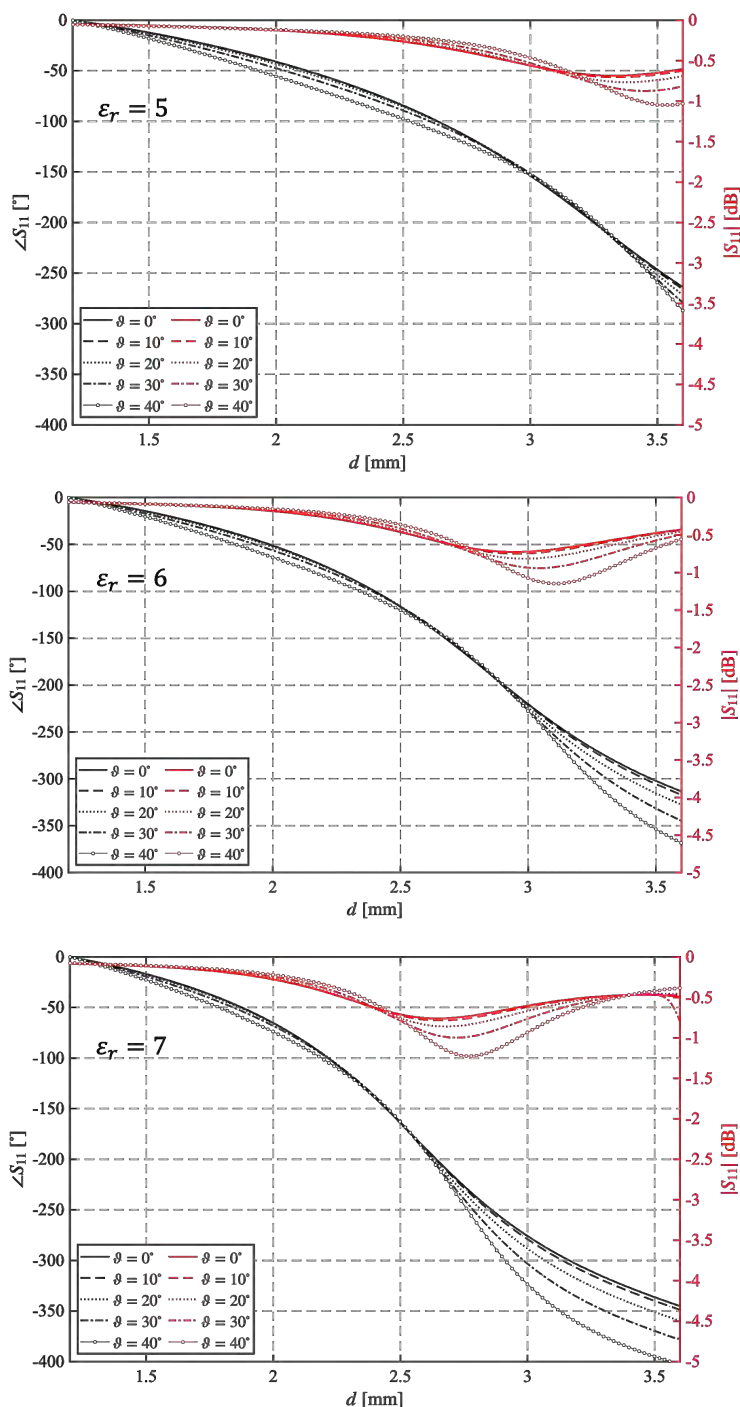 0
-50
-100
-150
-200
-250
-300
-350
-400
∠S₁₁ [°]
εᵣ = 5
ϑ = 0° ϑ = 0°
ϑ = 10° ϑ = 10°
ϑ = 20° ϑ = 20°
ϑ = 30° ϑ = 30°
ϑ = 40° ϑ = 40°
1.5 2 2.5 3 3.5
d [mm]
0
-0.5
-1
-1.5
-2
-2.5
-3
-3.5
-4
-4.5
-5
|S₁₁| [dB]
0
-50
-100
-150
-200
-250
-300
-350
-400
∠S₁₁ [°]
εᵣ = 6
ϑ = 0° ϑ = 0°
ϑ = 10° ϑ = 10°
ϑ = 20° ϑ = 20°
ϑ = 30° ϑ = 30°
ϑ = 40° ϑ = 40°
1.5 2 2.5 3 3.5
d [mm]
0
-0.5
-1
-1.5
-2
-2.5
-3
-3.5
-4
-4.5
-5
|S₁₁| [dB]
0
-50
-100
-150
-200
-250
-300
-350
-400
∠S₁₁ [°]
εᵣ = 7
ϑ = 0° ϑ = 0°
ϑ = 10° ϑ = 10°
ϑ = 20° ϑ = 20°
ϑ = 30° ϑ = 30°
ϑ = 40° ϑ = 40°
1.5 2 2.5 3 3.5
d [mm]
0
-0.5
-1
-1.5
-2
-2.5
-3
-3.5
-4
-4.5
-5
|S₁₁| [dB]